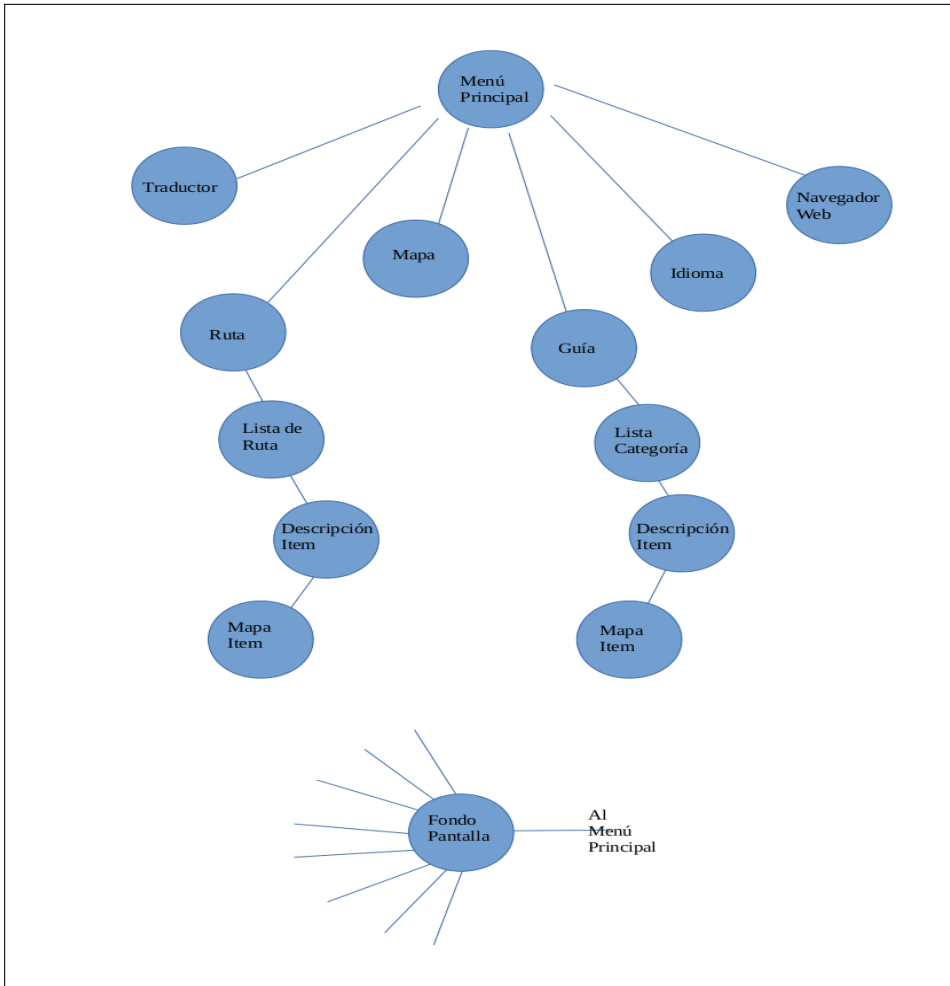 Menú
Principal
Traductor
Navegador
Web
Mapa
Idioma
Ruta
Guía
Lista de
Ruta
Lista
Categoría
Descripción
Item
Descripción
Item
Mapa
Item
Mapa
Item
Fondo
Pantalla
Al
Menú
Principal